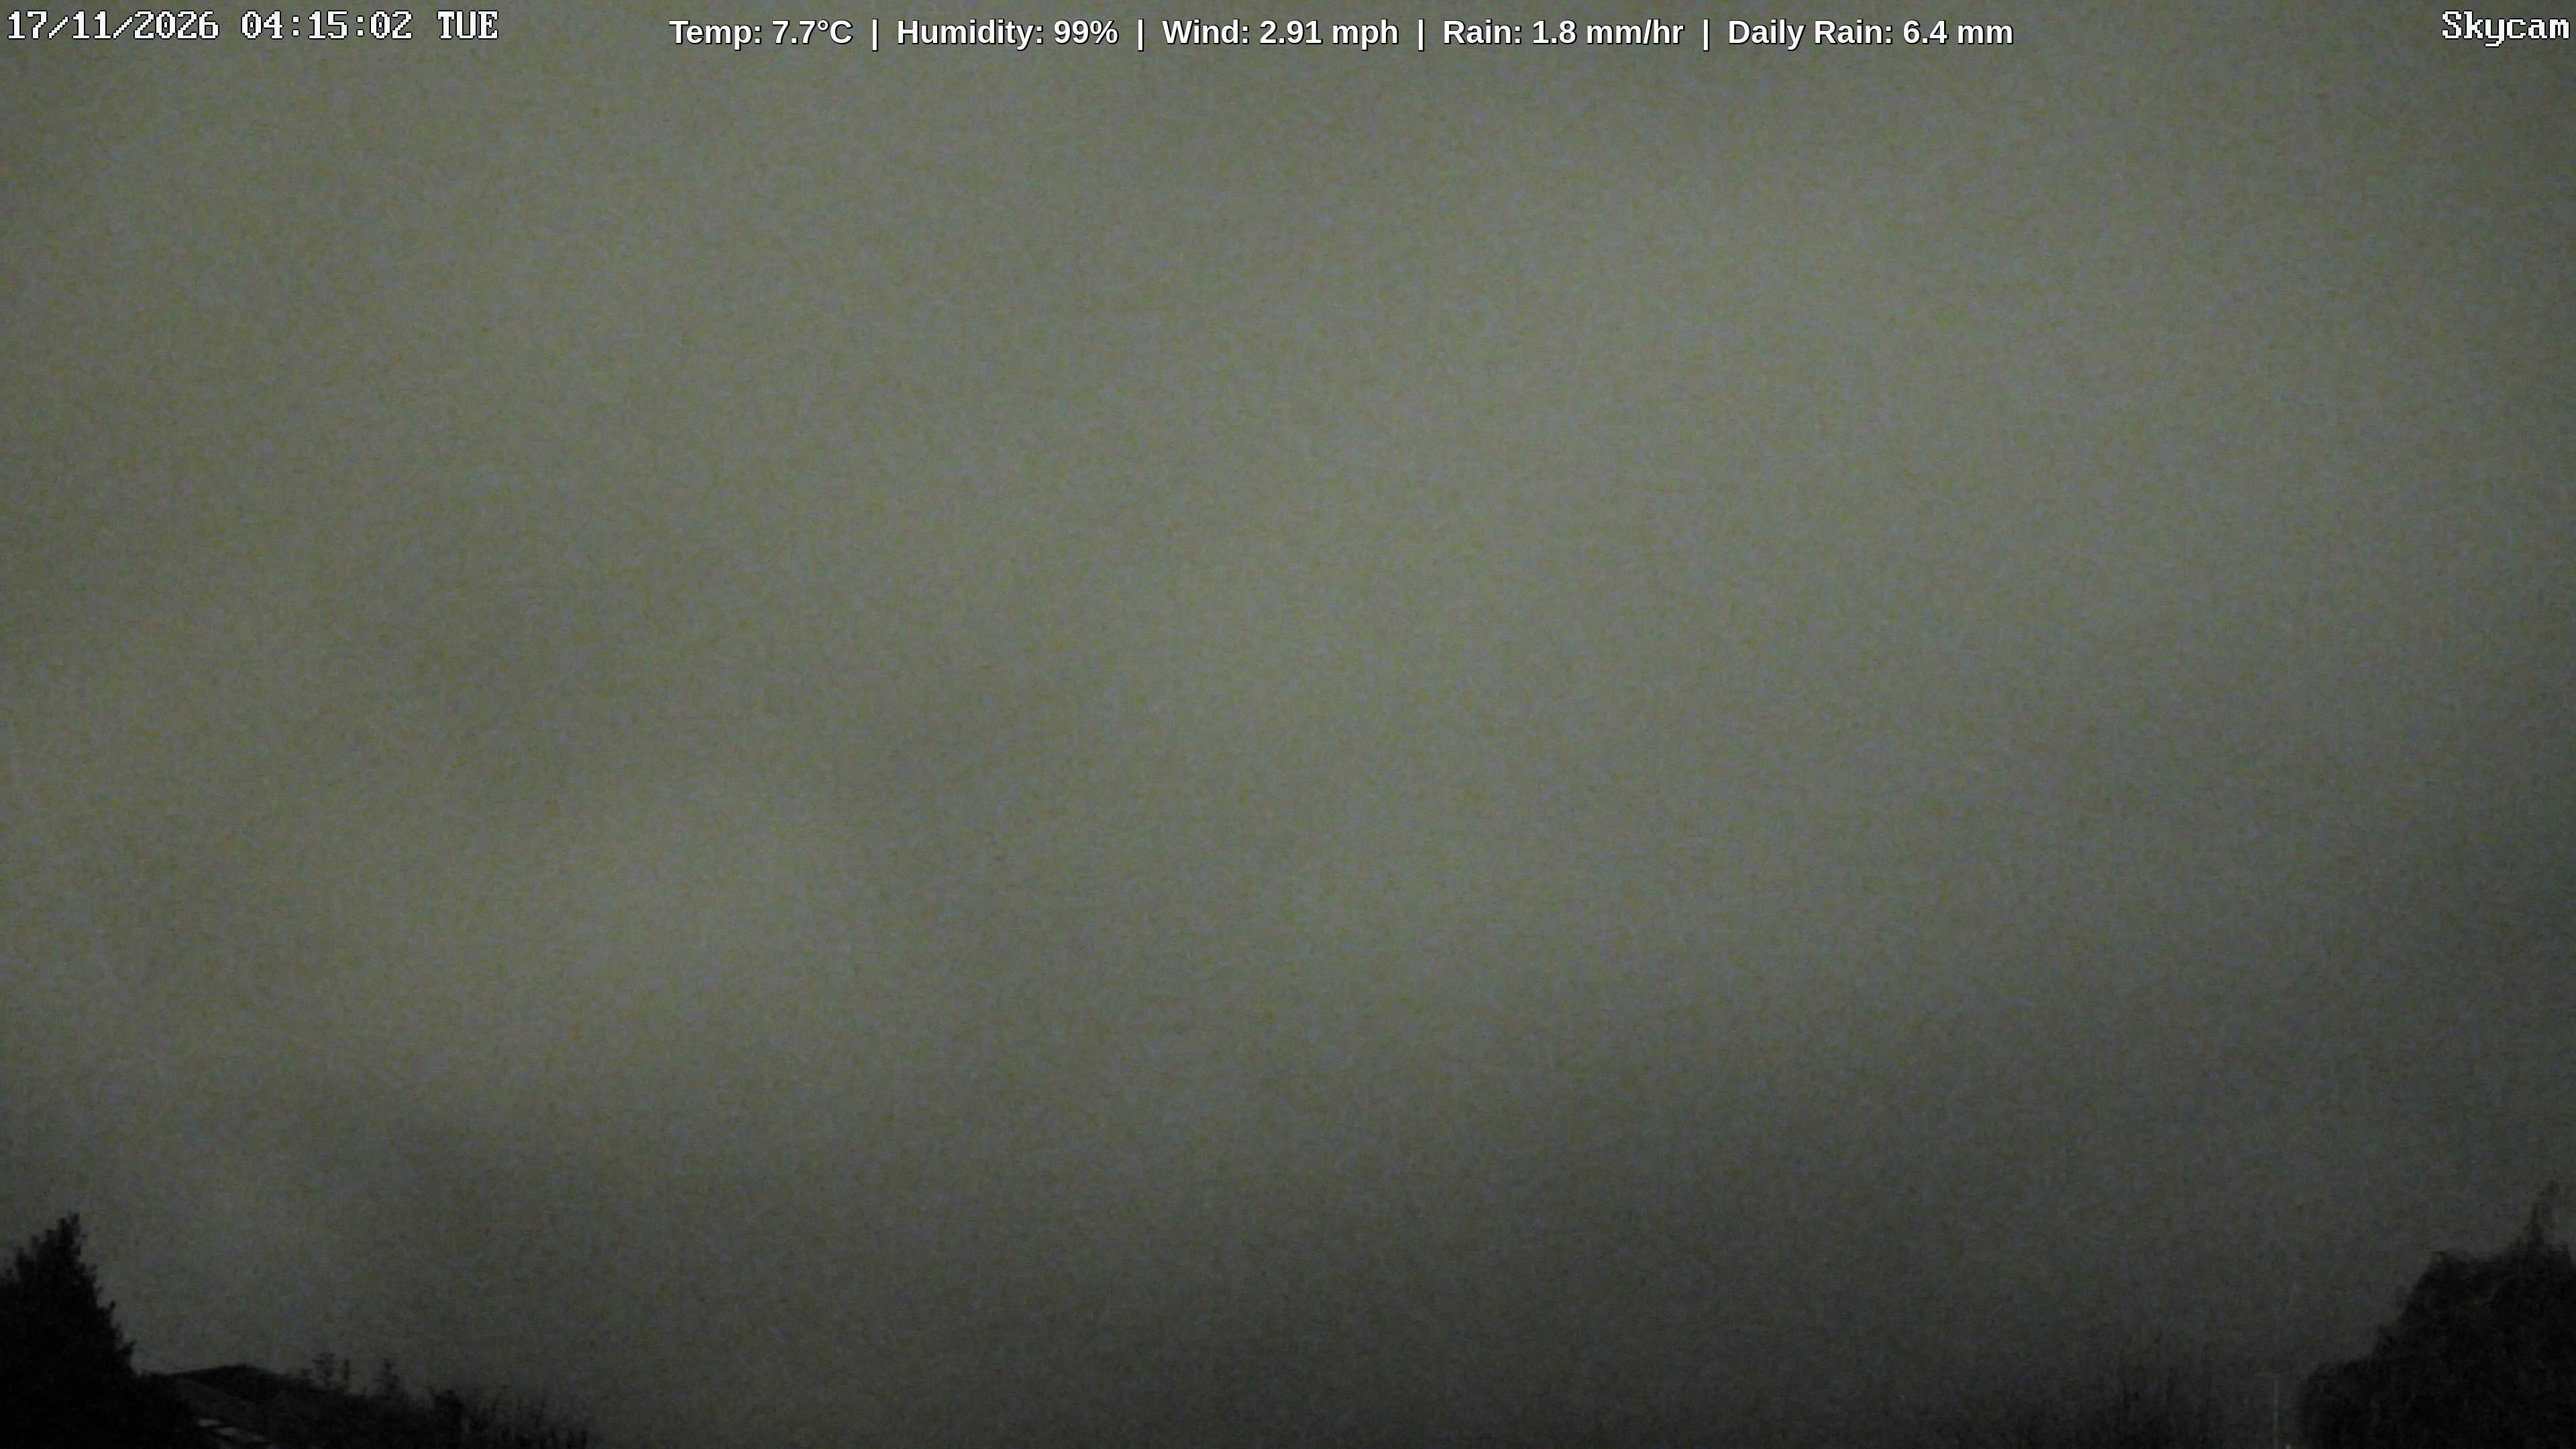 17/11/2026 04:15:02 TUE
Temp: 7.7°C | Humidity: 99% | Wind: 2.91 mph | Rain: 1.8 mm/hr | Daily Rain: 6.4 mm
Skycam